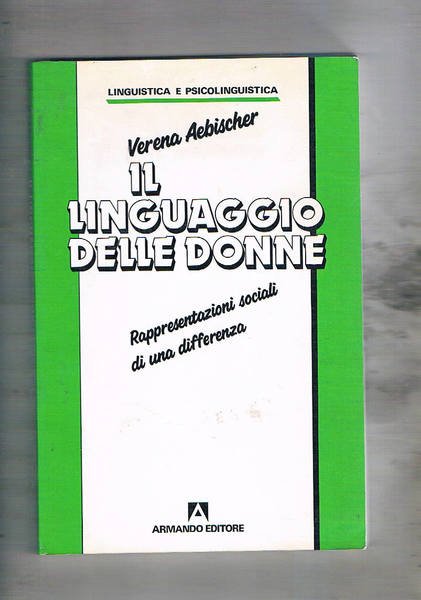 LINGUISTICA E PSICOLINGUISTICA
Verena Aebischer
IL
LINGUAGGIO
DELLE DONNE
Rappresentazioni sociali
di una differenza
A
ARMANDO EDITORE